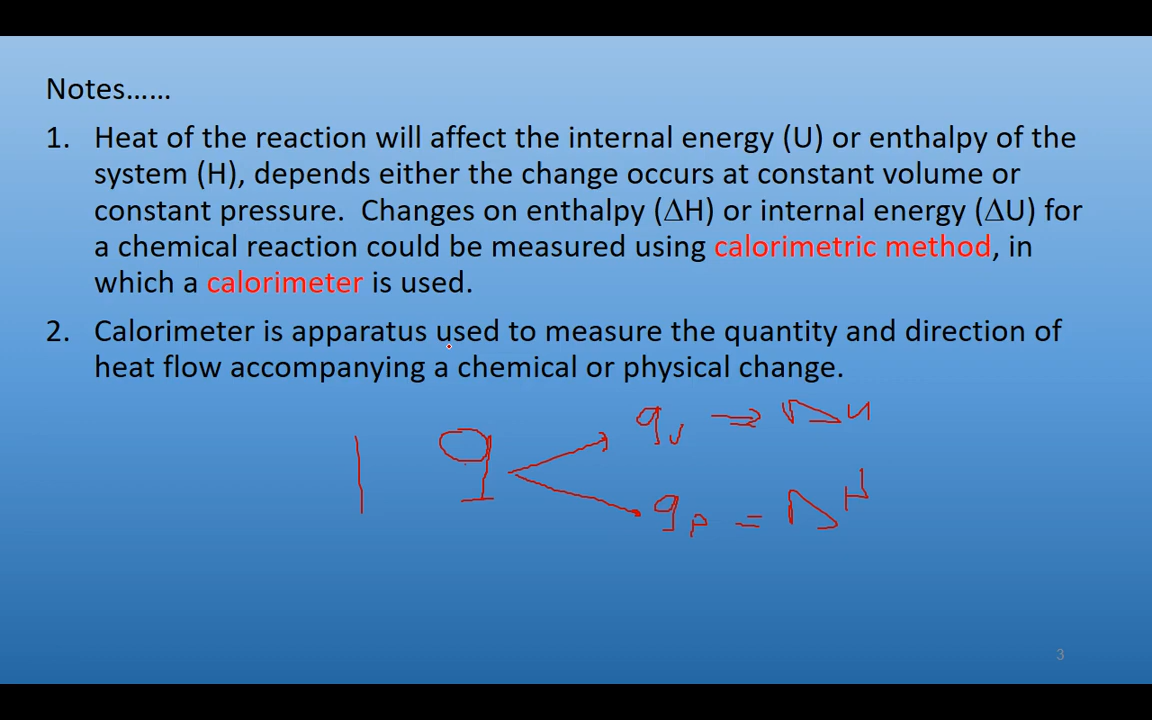 Notes……
1. Heat of the reaction will affect the internal energy (U) or enthalpy of the
system (H), depends either the change occurs at constant volume or
constant pressure. Changes on enthalpy (ΔH) or internal energy (ΔU) for
a chemical reaction could be measured using calorimetric method, in
which a calorimeter is used.
2. Calorimeter is apparatus used to measure the quantity and direction of
heat flow accompanying a chemical or physical change.
q_v ⇒ ΔU
| q
q_p = ΔH
3